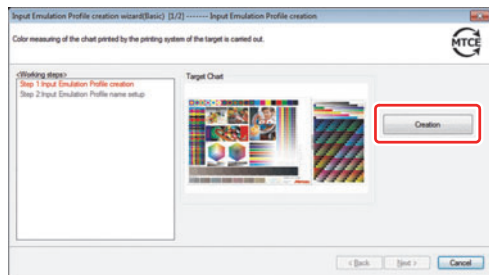 Input Emulation Profile creation wizard(Basic) [1/2] ------- Input Emulation Profile creation
Color measuring of the chart printed by the printing system of the target is carried out.
MTCE
<Working steps>
Step 1:Input Emulation Profile creation
Step 2:Input Emulation Profile name setup
Target Chart
Creation
< Back
Next >
Cancel